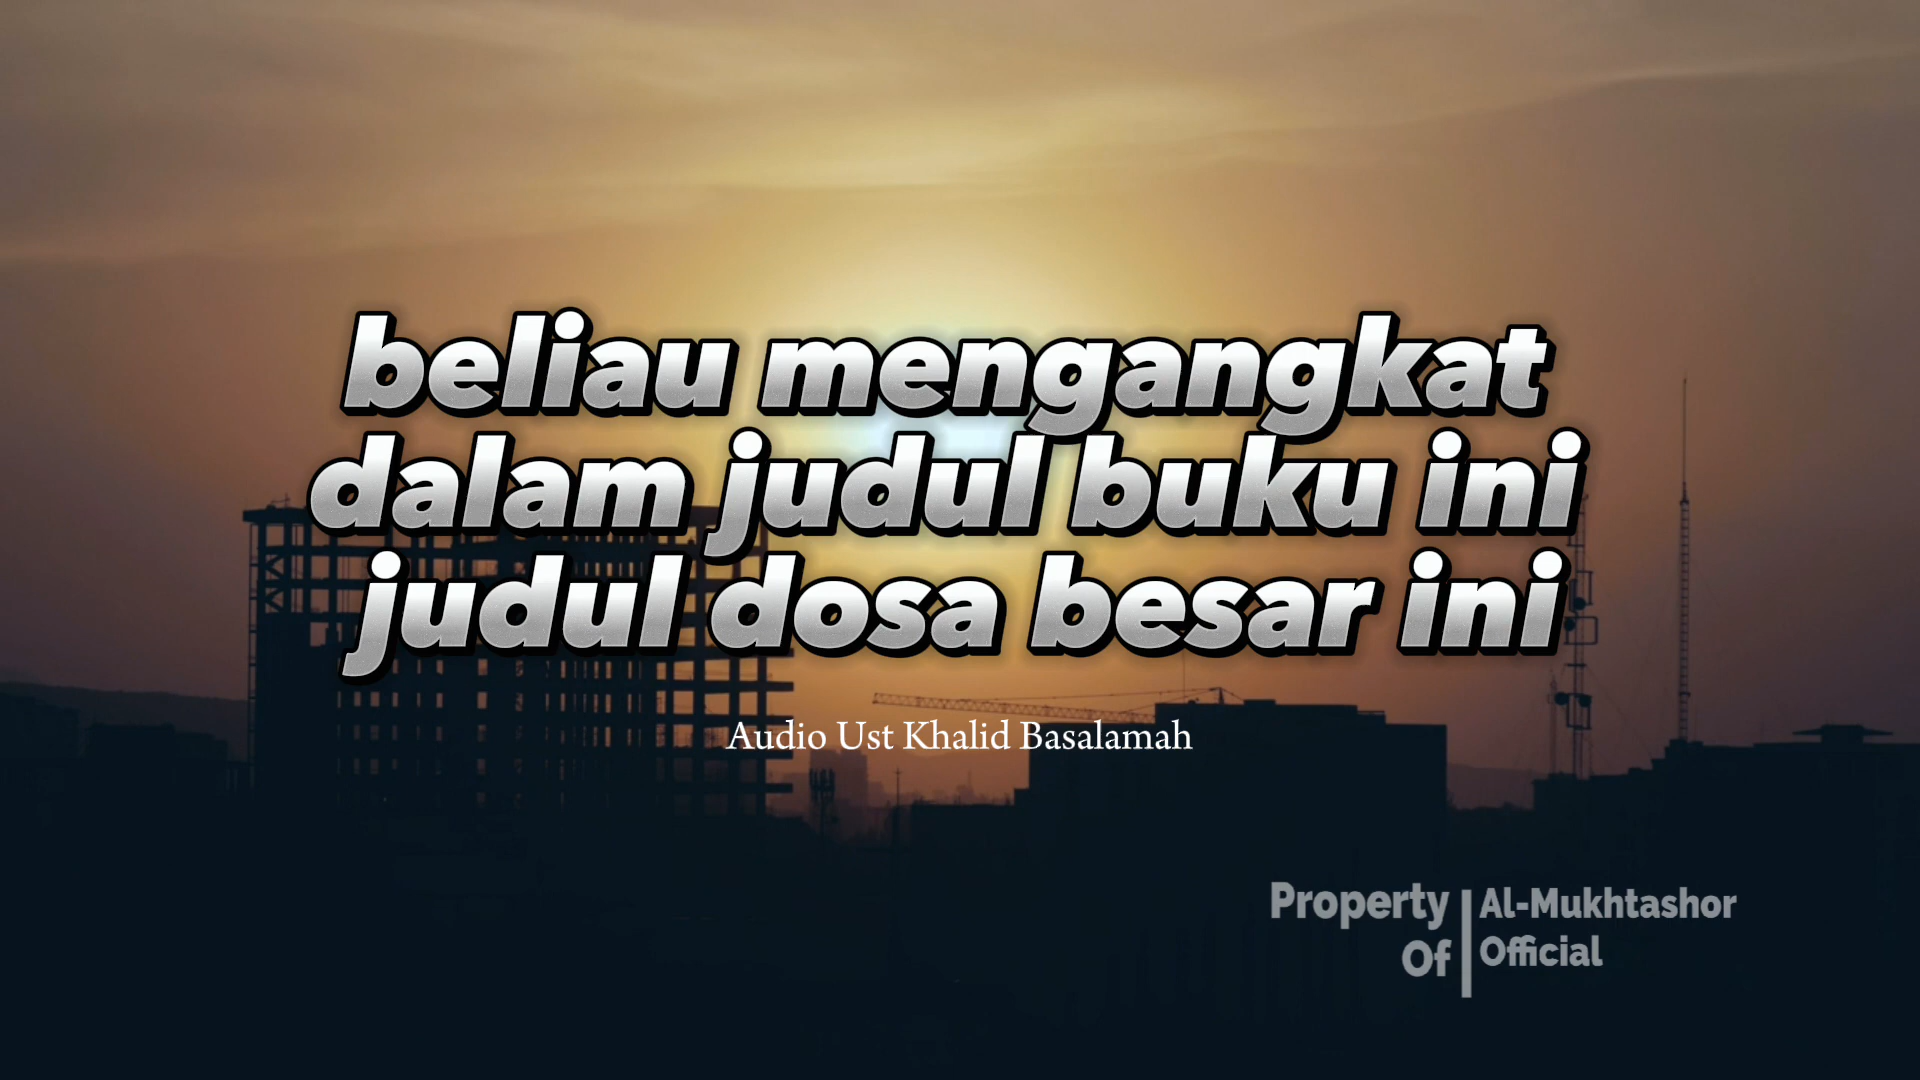 beliau mengangkat
dalam judul buku ini
judul dosa besar ini
Audio Ust Khalid Basalamah
Property Of
Al-Mukhtashor Official